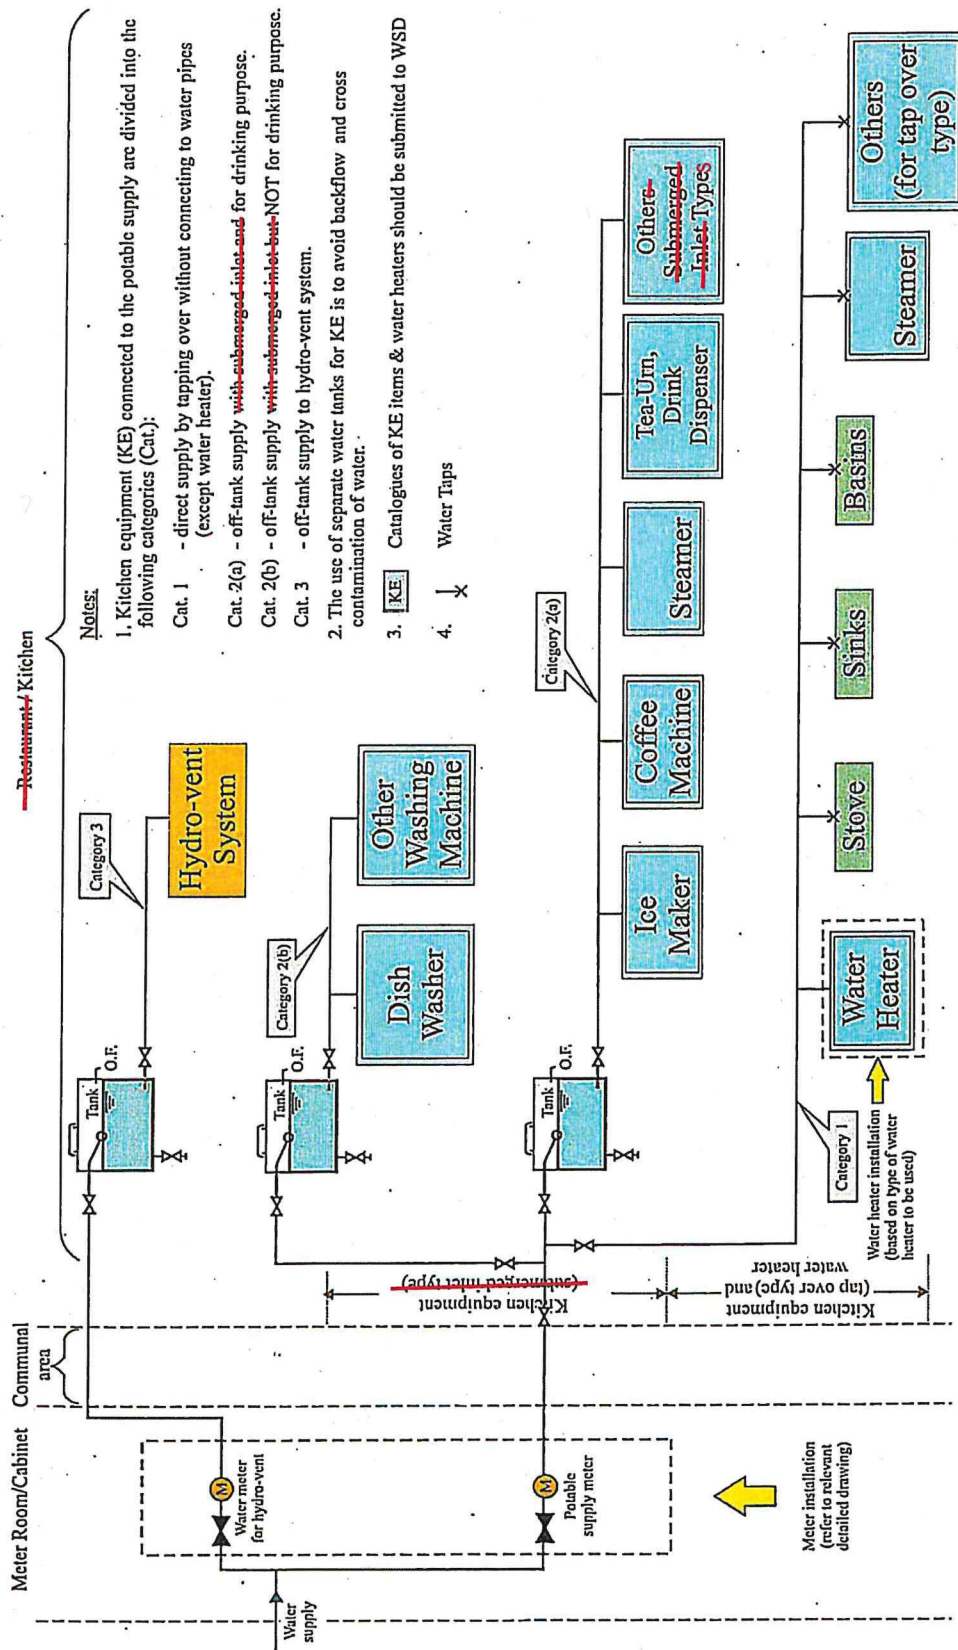 Meter Room/Cabinet
Communal
area
Restaurant / Kitchen
Water
supply
M
Water meter
for hydro-vent
M
Potable
supply meter
Meter installation
(refer to relevant
detailed drawing)
Kitchen equipment
(submerged inlet type)
Kitchen equipment
(tap over type)and
water heater
Tank
O.F.
Category 3
Hydro-vent
System
Tank
O.F.
Category 2(b)
Dish
Washer
Other
Washing
Machine
Tank
O.F.
Category 2(a)
Ice
Maker
Coffee
Machine
Steamer
Tea-Urn,
Drink
Dispenser
Others
Submerged
Inlet Types
Category 1
Water heater installation
(based on type of water
heater to be used)
Water
Heater
Stove
Sinks
Basins
Steamer
Others
(for tap over
type)
Notes:
1. Kitchen equipment (KE) connected to the potable supply are divided into the
following categories (Cat.):
Cat. 1 - direct supply by tapping over without connecting to water pipes
(except water heater).
Cat. 2(a) - off-tank supply with submerged inlet and for drinking purpose.
Cat. 2(b) - off-tank supply with submerged inlet but NOT for drinking purpose.
Cat. 3 - off-tank supply to hydro-vent system.
2. The use of separate water tanks for KE is to avoid backflow and cross
contamination of water.
3. KE Catalogues of KE items & water heaters should be submitted to WSD
4. Water Taps